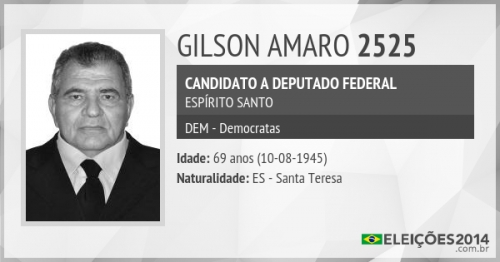 GILSON AMARO 2525
CANDIDATO A DEPUTADO FEDERAL
ESPÍRITO SANTO
DEM - Democratas
Idade: 69 anos (10-08-1945)
Naturalidade: ES - Santa Teresa
ELEIÇÕES2014
.com.br